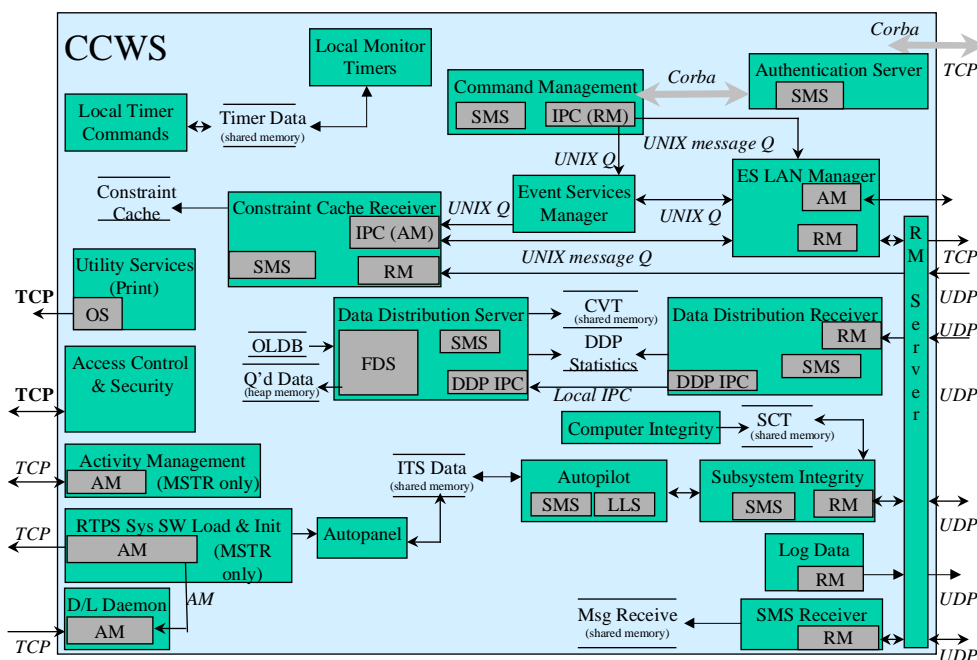 CCWS
Corba
TCP
Local Monitor
Timers
Local Timer
Commands
Timer Data
(shared memory)
Command Management
SMS
IPC (RM)
Corba
Authentication Server
SMS
UNIX Q
UNIX message Q
Constraint
Cache
Constraint Cache Receiver
IPC (AM)
SMS
RM
UNIX Q
Event Services
Manager
UNIX Q
ES LAN Manager
AM
RM
UNIX message Q
RM Server
TCP
UDP
UDP
UDP
Utility Services
(Print)
OS
TCP
Data Distribution Server
SMS
FDS
DDP IPC
OLDB
Q'd Data
(heap memory)
CVT
(shared memory)
DDP
Statistics
Local IPC
Data Distribution Receiver
RM
SMS
DDP IPC
Access Control
& Security
TCP
Computer Integrity
SCT
(shared memory)
Activity Management
AM
(MSTR only)
TCP
ITS Data
(shared memory)
Autopilot
SMS
LLS
Subsystem Integrity
SMS
RM
UDP
RTPS Sys SW Load & Init
AM
(MSTR
only)
TCP
Autopanel
Log Data
RM
UDP
AM
D/L Daemon
AM
TCP
Msg Receive
(shared memory)
SMS Receiver
RM
UDP